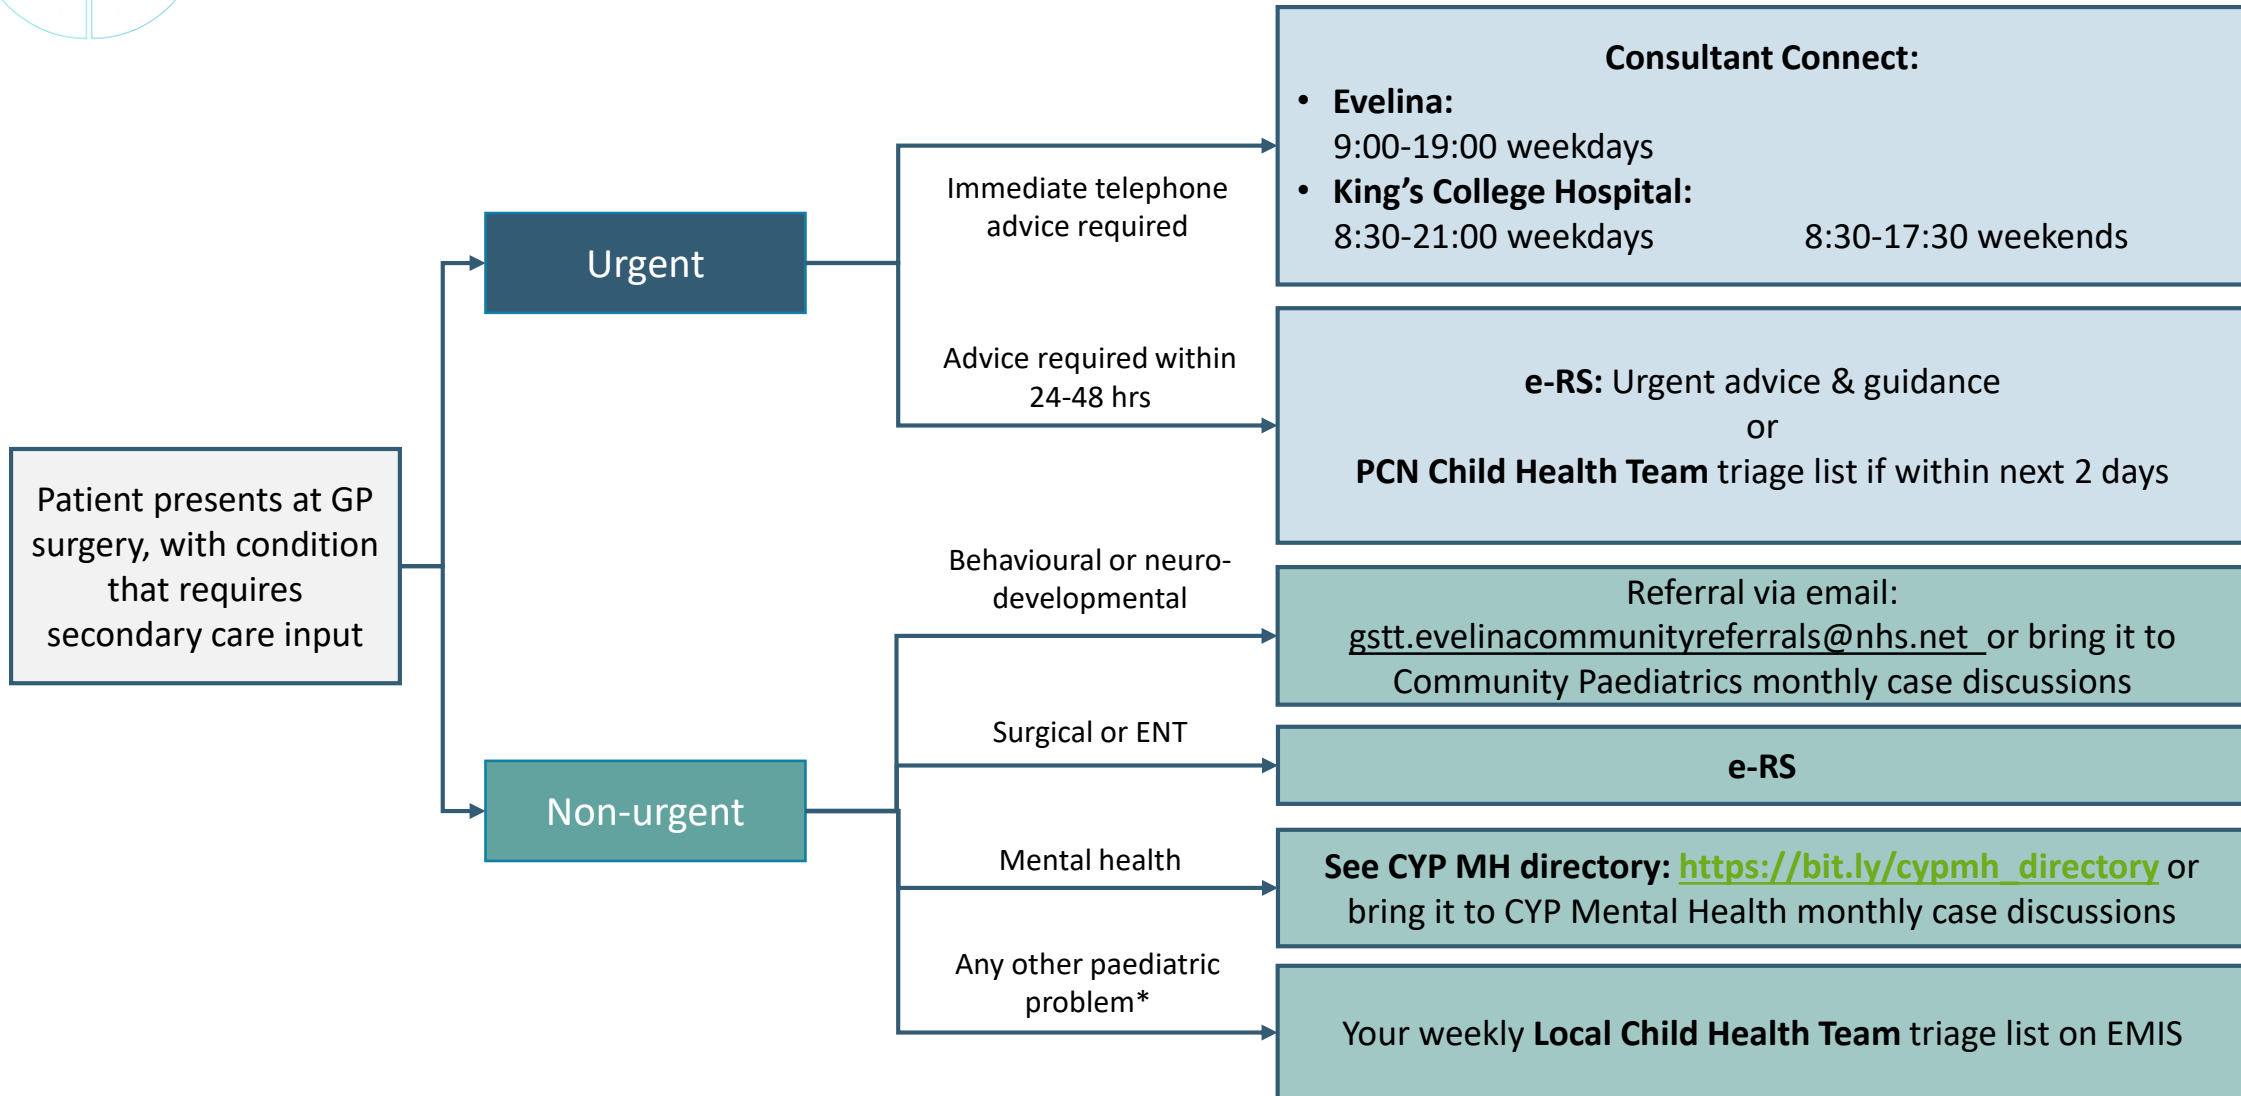 Patient presents at GP
surgery, with condition
that requires
secondary care input
Urgent
Immediate telephone
advice required
Consultant Connect:
• Evelina:
9:00-19:00 weekdays
• King’s College Hospital:
8:30-21:00 weekdays 8:30-17:30 weekends
Advice required within
24-48 hrs
e-RS: Urgent advice & guidance
or
PCN Child Health Team triage list if within next 2 days
Non-urgent
Behavioural or neuro-
developmental
Referral via email:
gstt.evelinacommunityreferrals@nhs.net or bring it to
Community Paediatrics monthly case discussions
Surgical or ENT
e-RS
Mental health
See CYP MH directory: https://bit.ly/cypmh_directory or
bring it to CYP Mental Health monthly case discussions
Any other paediatric
problem*
Your weekly Local Child Health Team triage list on EMIS